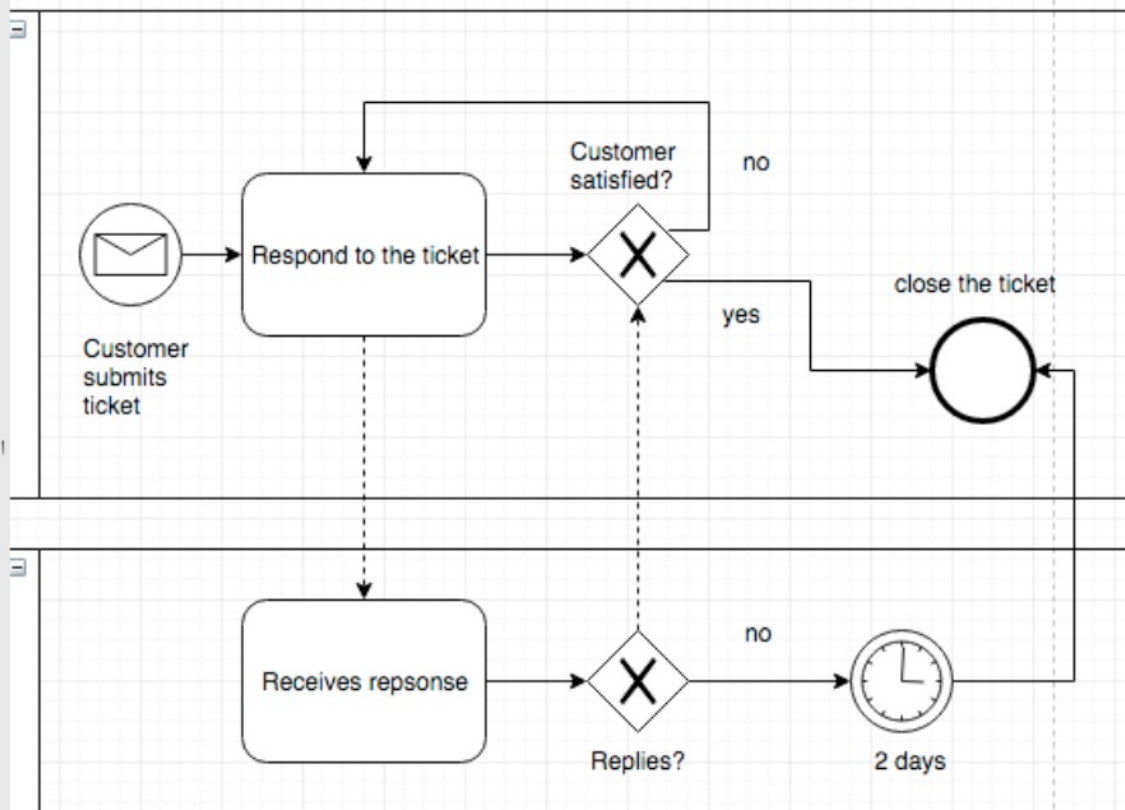 Customer
satisfied?
no
Respond to the ticket
close the ticket
yes
Customer
submits
ticket
no
Receives repsonse
Replies?
2 days